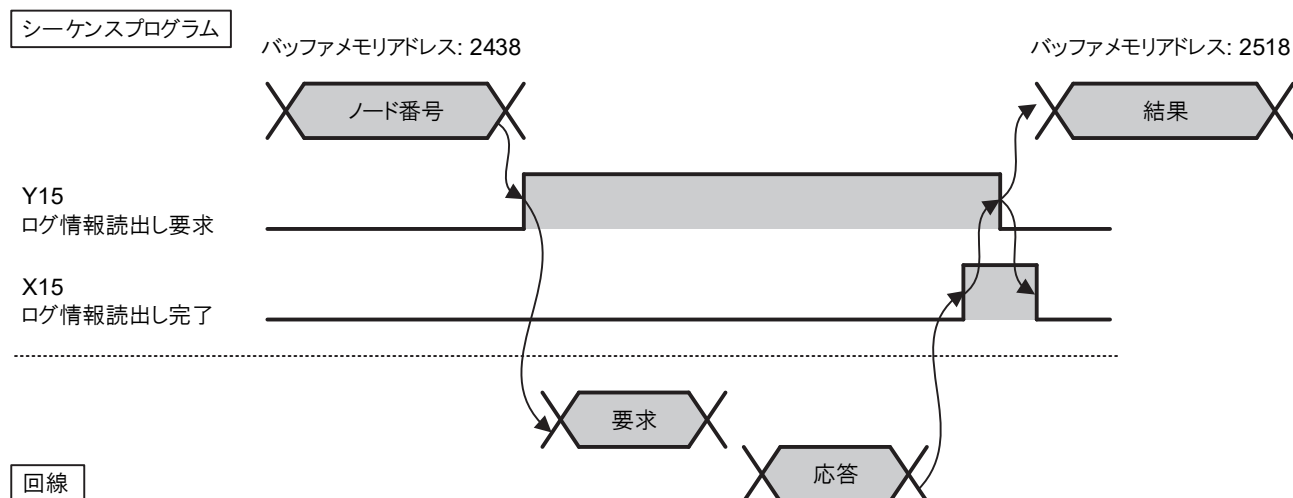 シーケンスプログラム
バッファメモリアドレス: 2438
バッファメモリアドレス: 2518
ノード番号
結果
Y15
ログ情報読出し要求
X15
ログ情報読出し完了
要求
応答
回線